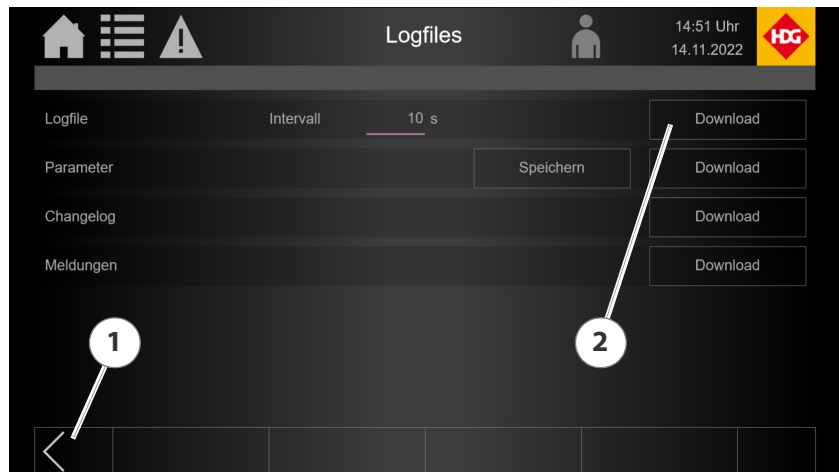 Logfiles
14:51 Uhr
14.11.2022
HDG
Logfile Intervall 10 s Download
Parameter Speichern Download
Changelog Download
Meldungen Download
1 2